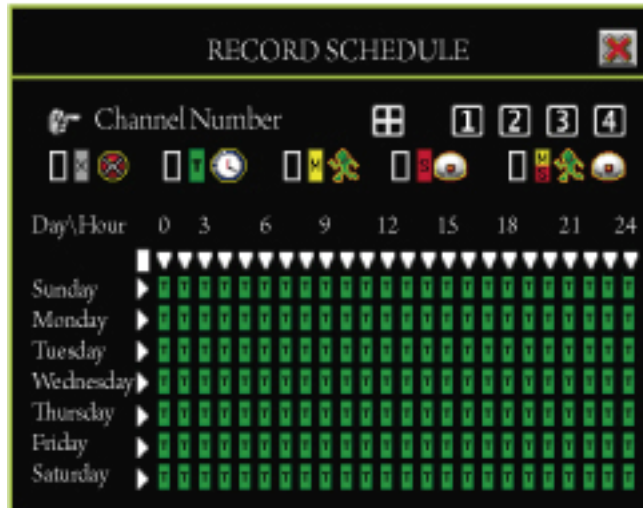 RECORD SCHEDULE
Channel Number 1 2 3 4
T M S M S
Day\Hour 0 3 6 9 12 15 18 21 24
Sunday T T T T T T T T T T T T T T T T T T T T T T T T
Monday T T T T T T T T T T T T T T T T T T T T T T T T
Tuesday T T T T T T T T T T T T T T T T T T T T T T T T
Wednesday T T T T T T T T T T T T T T T T T T T T T T T T
Thursday T T T T T T T T T T T T T T T T T T T T T T T T
Friday T T T T T T T T T T T T T T T T T T T T T T T T
Saturday T T T T T T T T T T T T T T T T T T T T T T T T